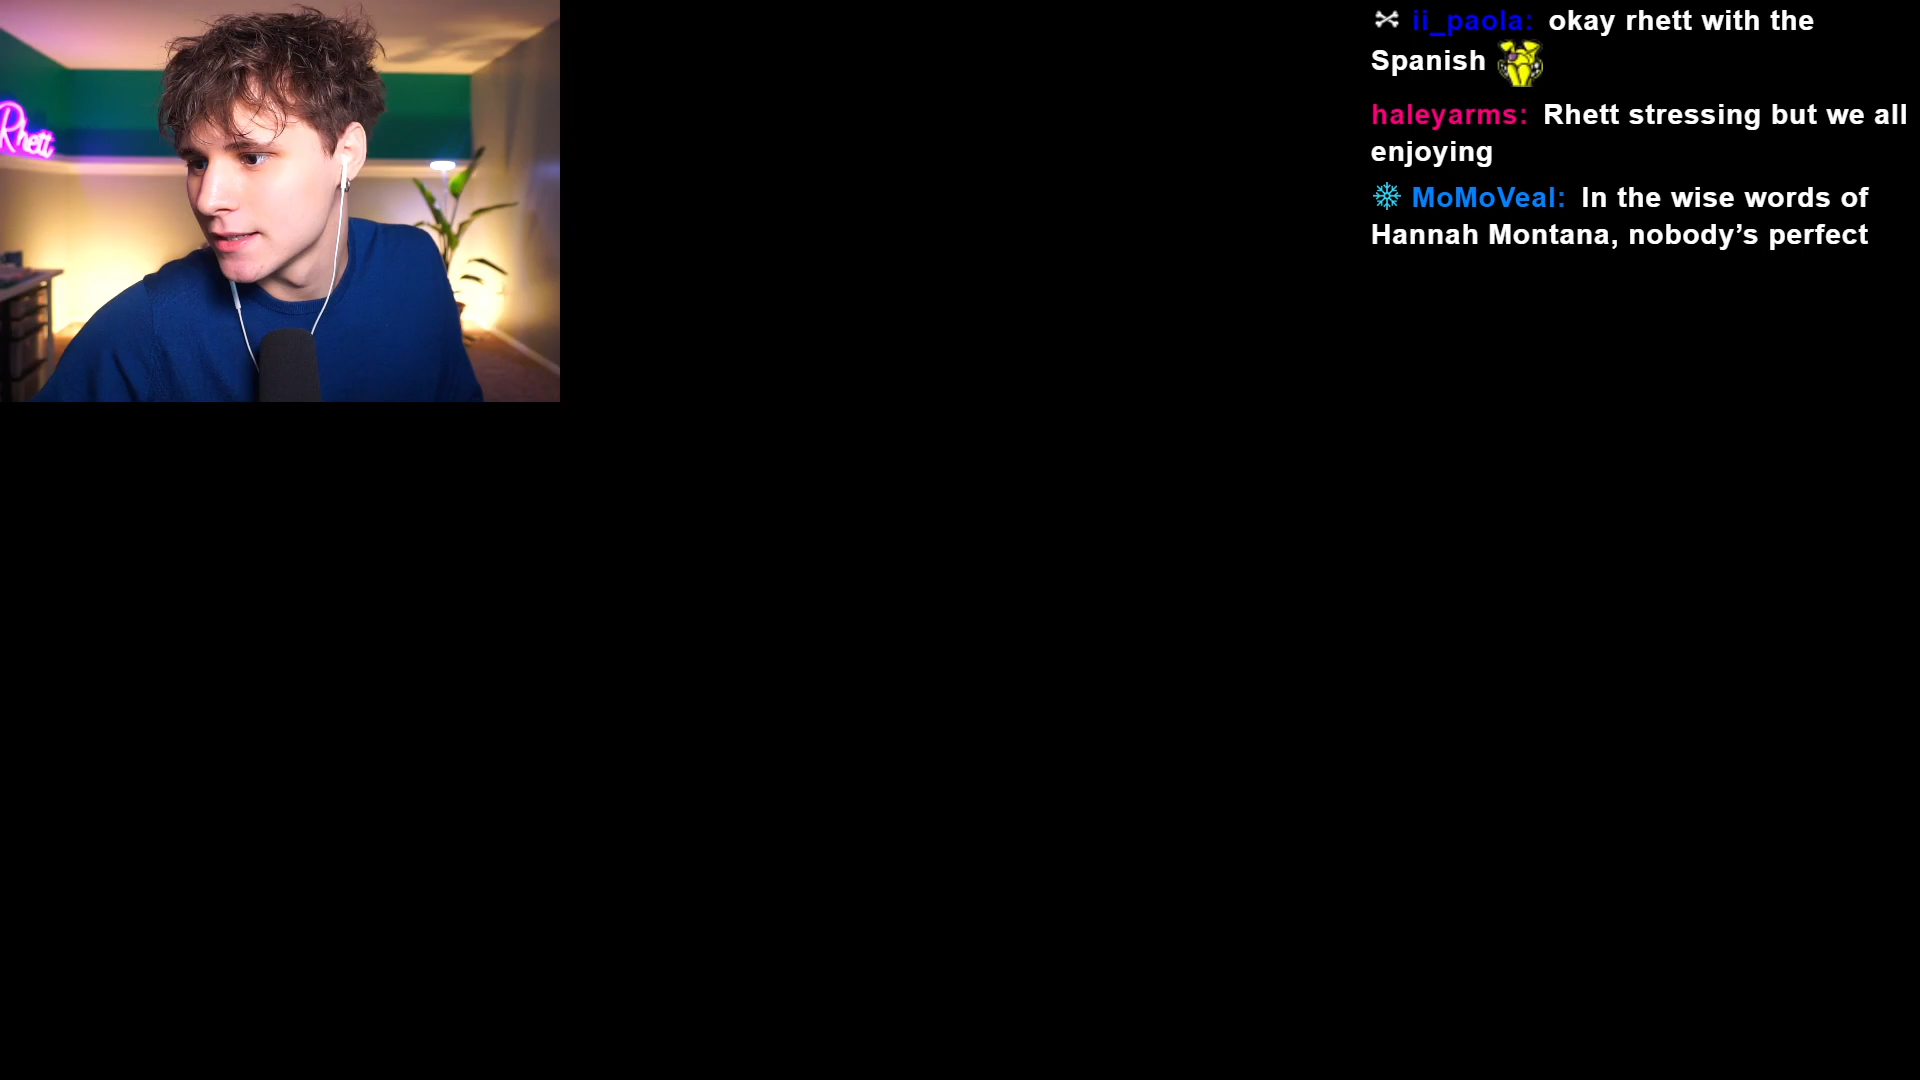 Rhett
ii_paola: okay rhett with the
Spanish
haleyarms: Rhett stressing but we all
enjoying
MoMoVeal: In the wise words of
Hannah Montana, nobody’s perfect